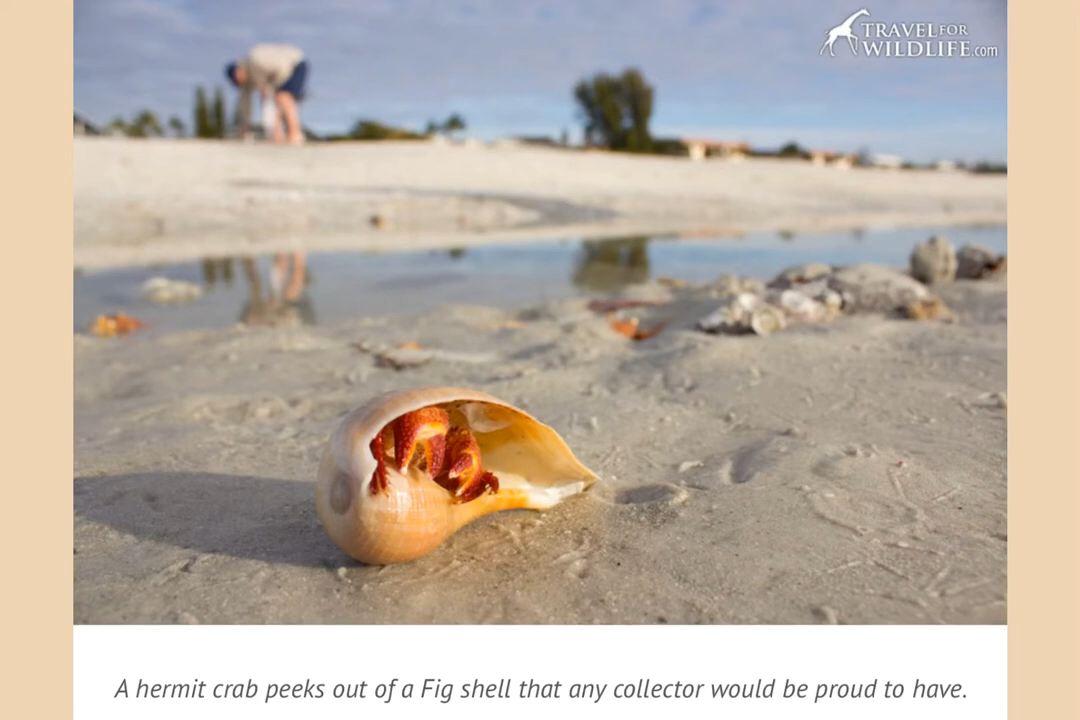 TRAVEL FOR
WILDLIFE.com
A hermit crab peeks out of a Fig shell that any collector would be proud to have.